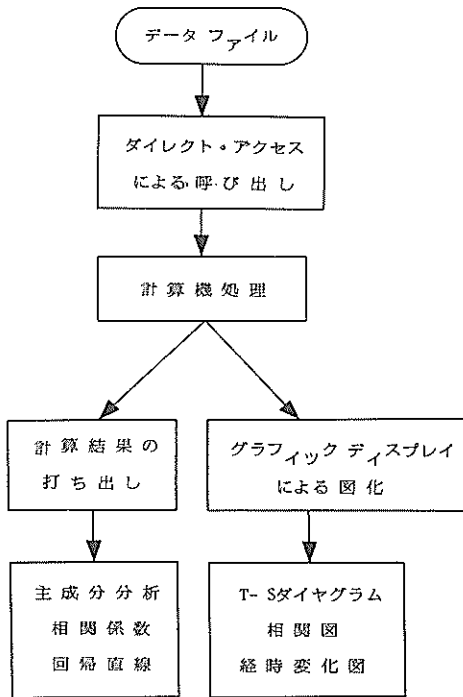 データファイル
ダイレクト・アクセス
による呼び出し
計算機処理
計算結果の
打ち出し
グラフィック ディスプレイ
による図化
主成分分析
相関係数
回帰直線
T-Sダイヤグラム
相関図
経時変化図